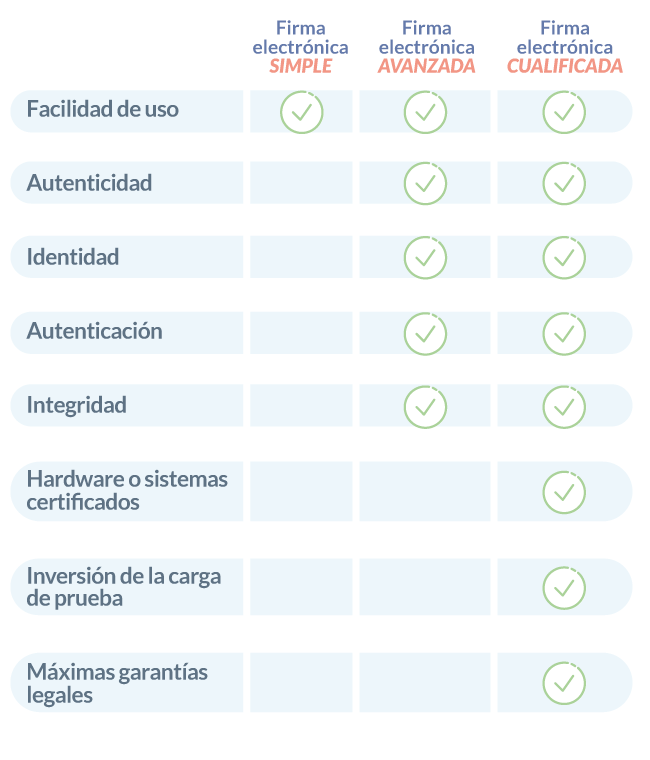 Firma
electrónica
SIMPLE
Firma
electrónica
AVANZADA
Firma
electrónica
CUALIFICADA
Facilidad de uso
Autenticidad
Identidad
Autenticación
Integridad
Hardware o sistemas
certificados
Inversión de la carga
de prueba
Máximas garantías
legales